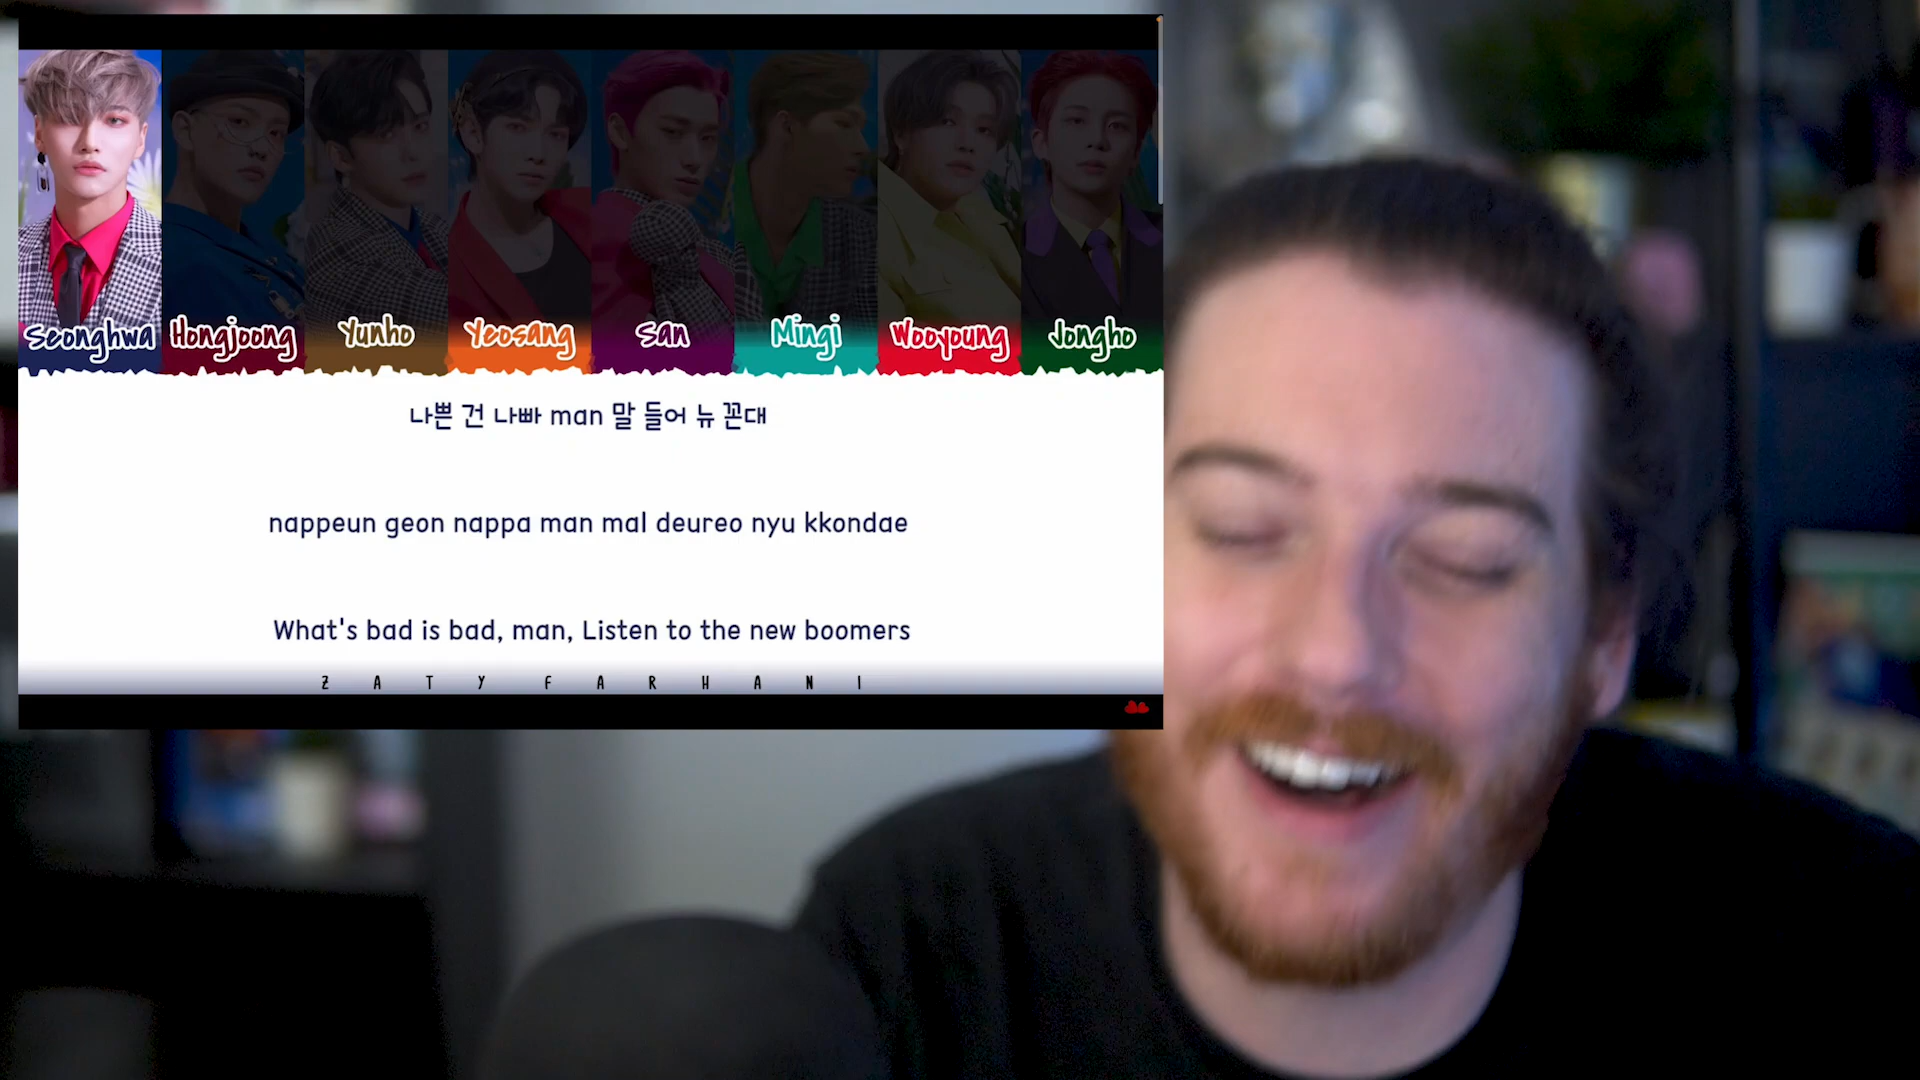 Seonghwa Hongjoong Yunho Yeosang San Mingi Wooyoung Jongho
나쁜 건 나빠 man 말 들어 뉴 꼰대
nappeun geon nappa man mal deureo nyu kkondae
What's bad is bad, man, Listen to the new boomers
ZATY FARHANI